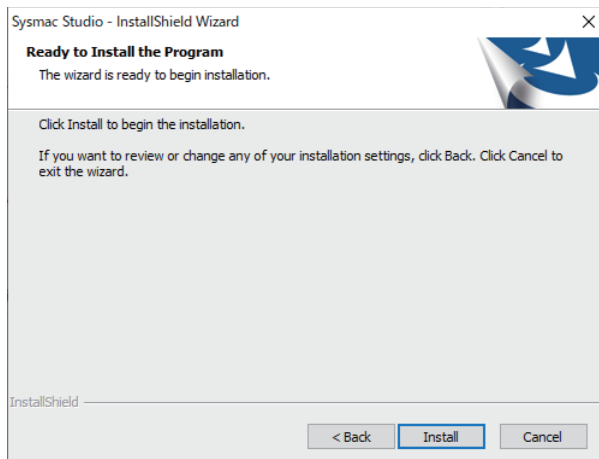 Sysmac Studio - InstallShield Wizard
Ready to Install the Program
The wizard is ready to begin installation.
Click Install to begin the installation.
If you want to review or change any of your installation settings, click Back. Click Cancel to
exit the wizard.
InstallShield
< Back
Install
Cancel